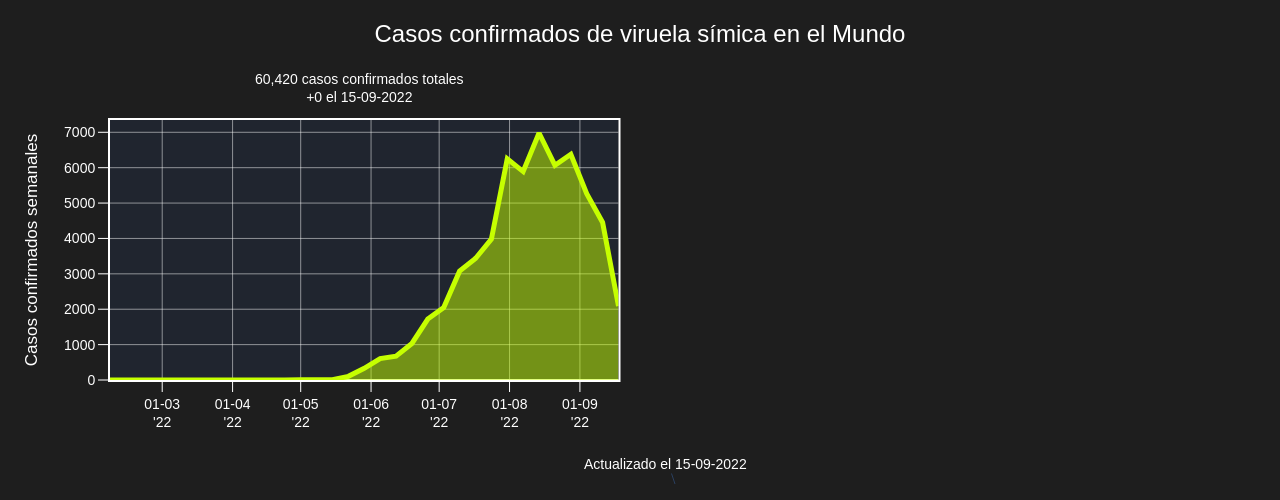 Casos confirmados de viruela símica en el Mundo
60,420 casos confirmados totales
+0 el 15-09-2022
Casos confirmados semanales
7000
6000
5000
4000
3000
2000
1000
0
01-03 01-04 01-05 01-06 01-07 01-08 01-09
'22 '22 '22 '22 '22 '22 '22
Actualizado el 15-09-2022
\